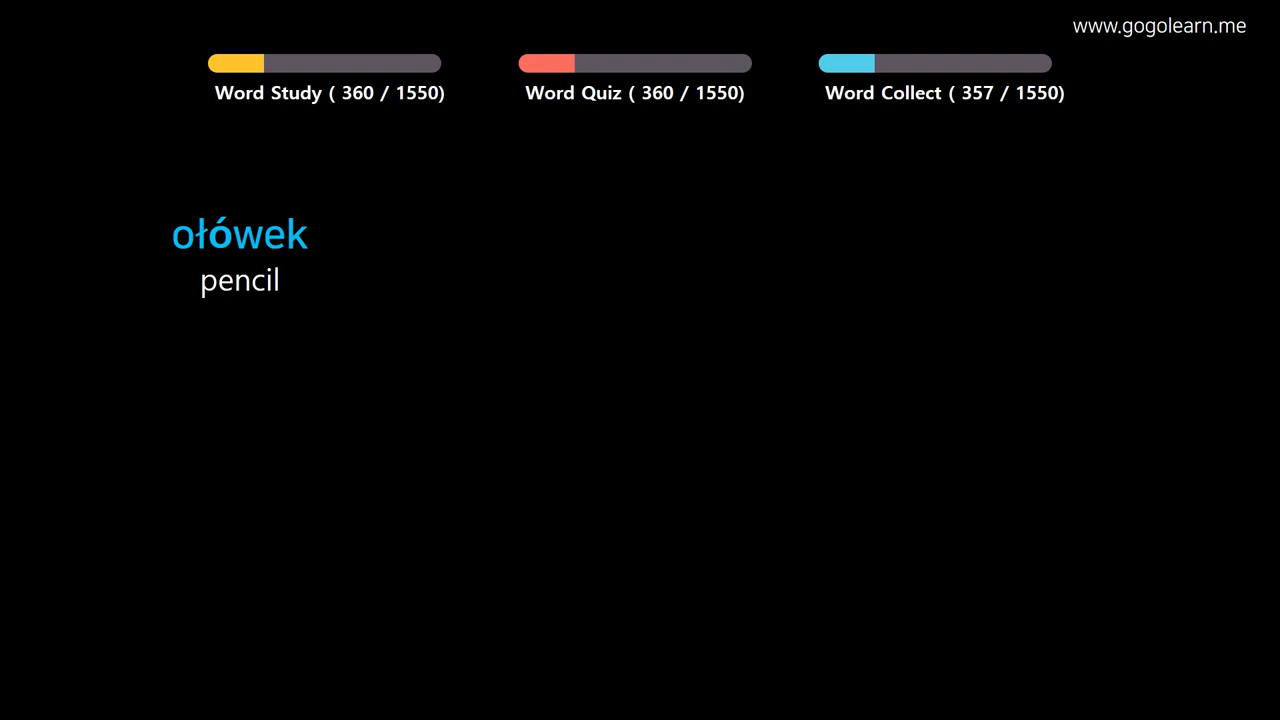 www.gogolearn.me
Word Study ( 360 / 1550)
Word Quiz ( 360 / 1550)
Word Collect ( 357 / 1550)
ołówek
pencil